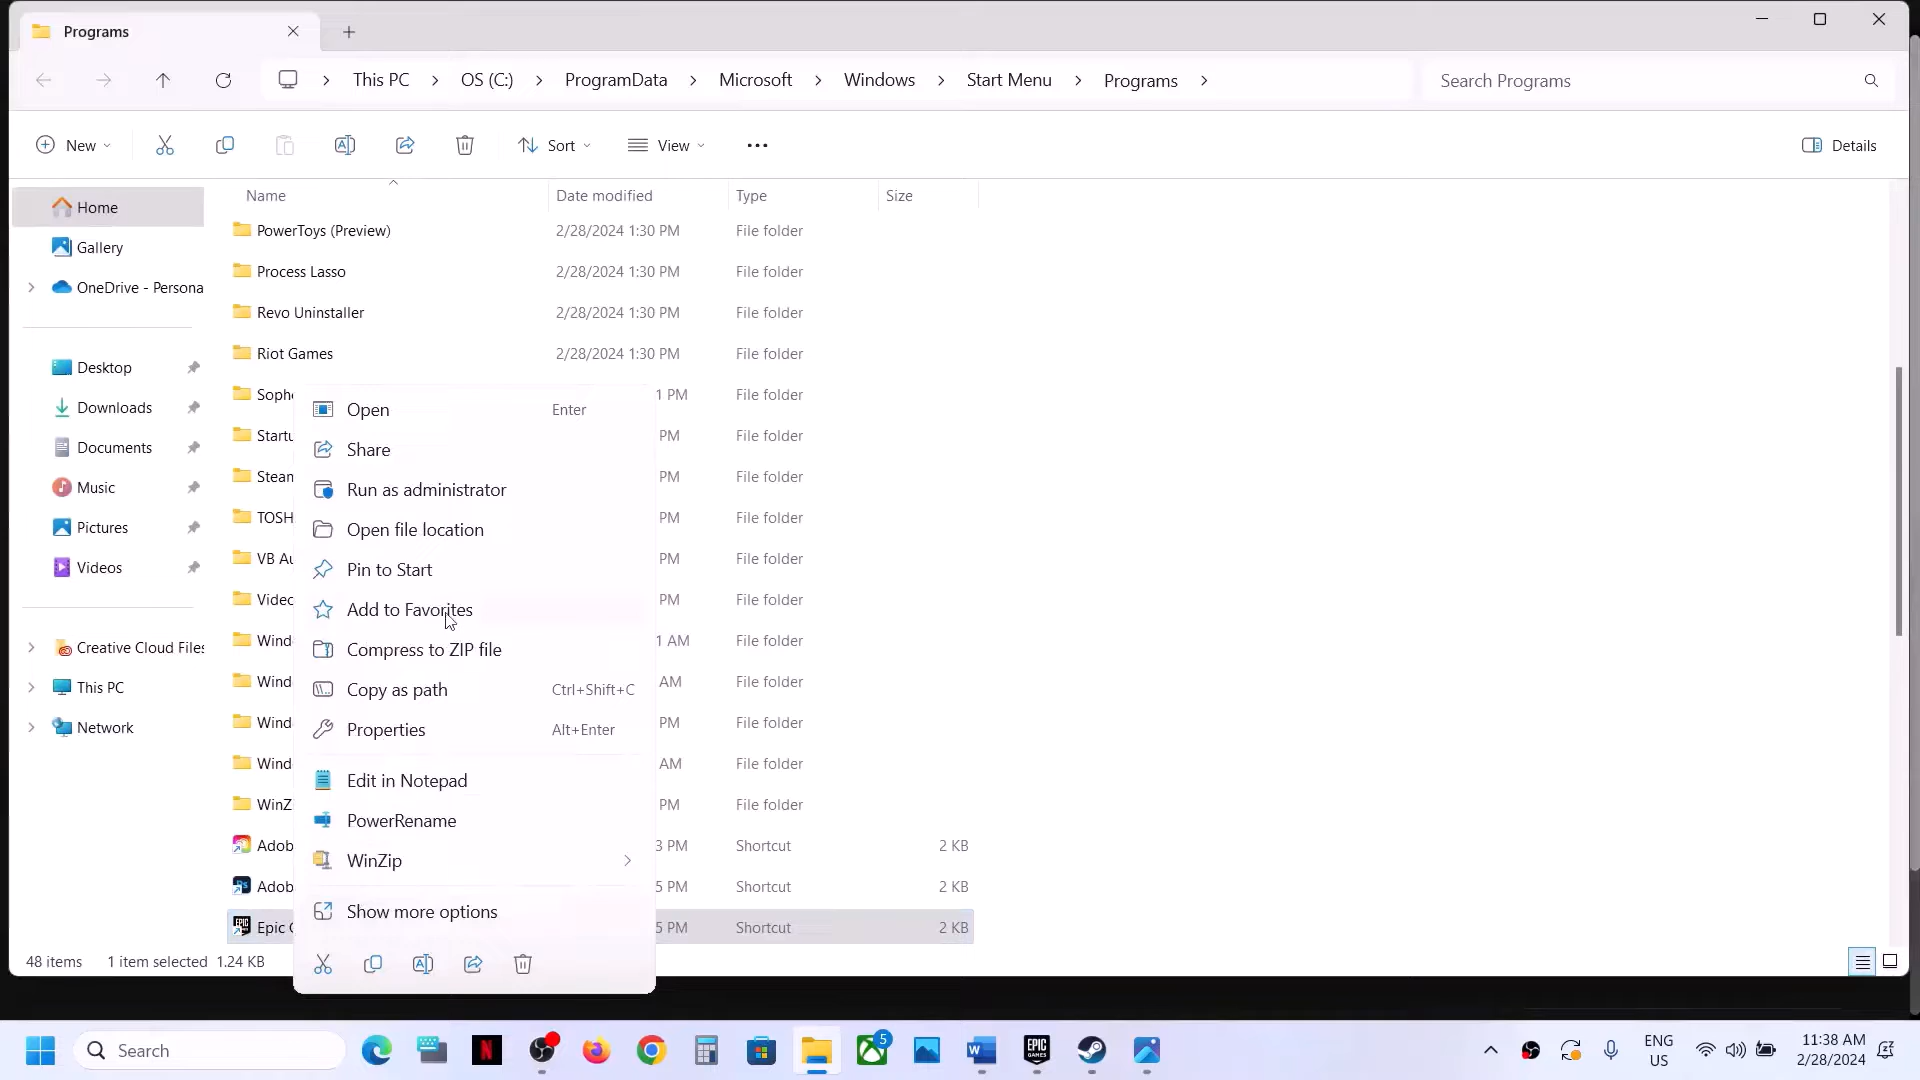 Programs
This PC
OS (C:)
ProgramData
Microsoft
Windows
Start Menu
Programs
Search Programs
New
Sort
View
Details
Name
Date modified
Type
Size
Home
Gallery
OneDrive - Persona
Desktop
Downloads
Documents
Music
Pictures
Videos
Creative Cloud Files
This PC
Network
PowerToys (Preview) 2/28/2024 1:30 PM File folder
Process Lasso 2/28/2024 1:30 PM File folder
Revo Uninstaller 2/28/2024 1:30 PM File folder
Riot Games 2/28/2024 1:30 PM File folder
Soph 1 PM File folder
Startu PM File folder
Steam PM File folder
TOSH PM File folder
VB Au PM File folder
Video PM File folder
Wind 1 AM File folder
Wind AM File folder
Wind PM File folder
Wind AM File folder
WinZ PM File folder
Adob 3 PM Shortcut 2 KB
Adob 5 PM Shortcut 2 KB
Epic 5 PM Shortcut 2 KB
Open Enter
Share
Run as administrator
Open file location
Pin to Start
Add to Favorites
Compress to ZIP file
Copy as path Ctrl+Shift+C
Properties Alt+Enter
Edit in Notepad
PowerRename
WinZip
Show more options
48 items 1 item selected 1.24 KB
Search
N
EPIC GAMES
5
W
ENG
US
11:38 AM
2/28/2024